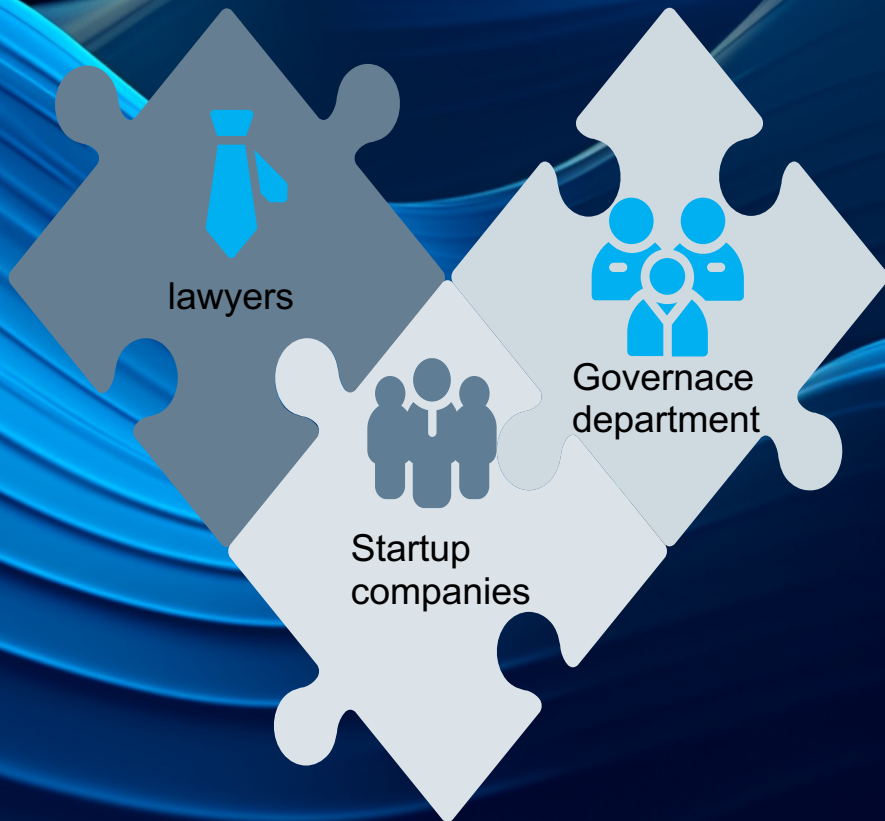 lawyers
Governace
department
Startup
companies